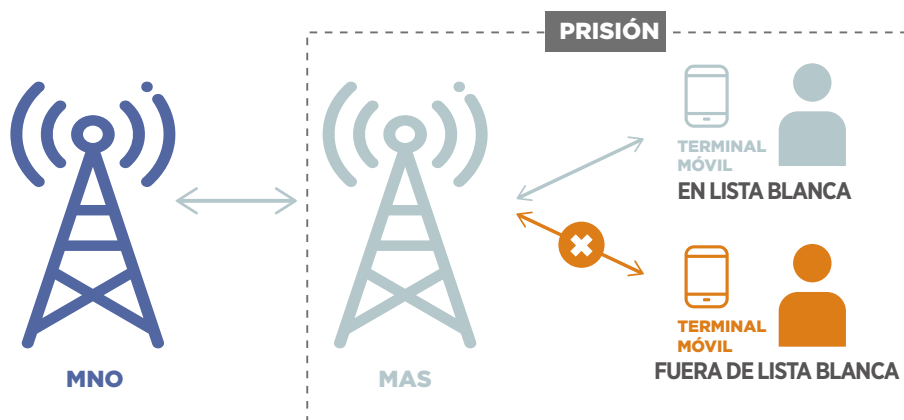 PRISIÓN
TERMINAL
MÓVIL
EN LISTA BLANCA
TERMINAL
MÓVIL
FUERA DE LISTA BLANCA
MNO
MAS